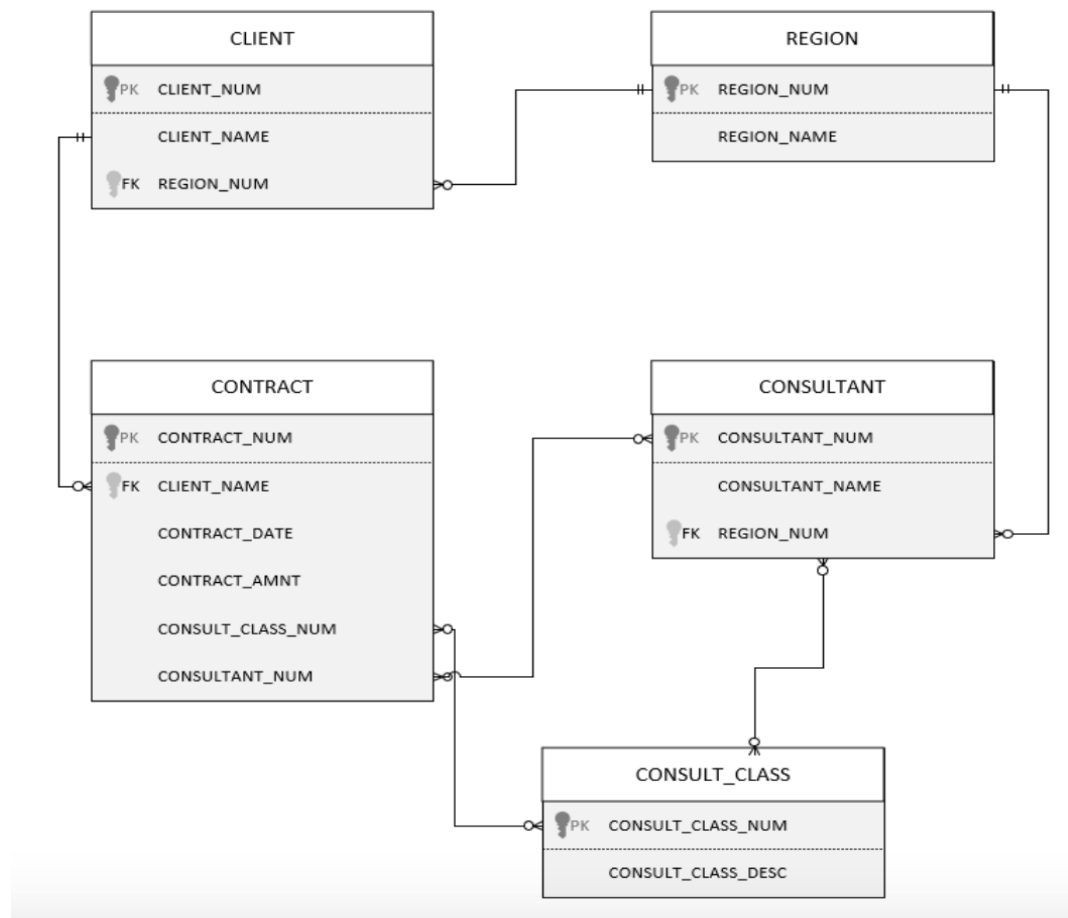 CLIENT
PK CLIENT_NUM
CLIENT_NAME
FK REGION_NUM
REGION
PK REGION_NUM
REGION_NAME
CONTRACT
PK CONTRACT_NUM
FK CLIENT_NAME
CONTRACT_DATE
CONTRACT_AMNT
CONSULT_CLASS_NUM
CONSULTANT_NUM
CONSULTANT
PK CONSULTANT_NUM
CONSULTANT_NAME
FK REGION_NUM
CONSULT_CLASS
PK CONSULT_CLASS_NUM
CONSULT_CLASS_DESC